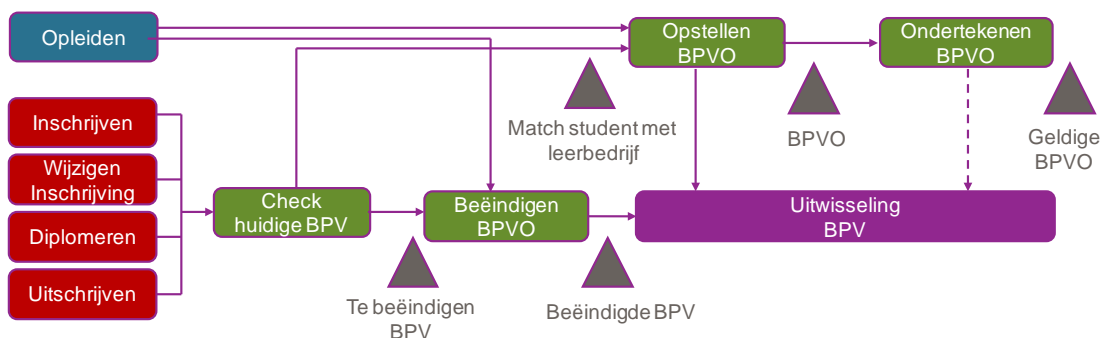 Opleiden
Opstellen
BPVO
Ondertekenen
BPVO
Match student met
leerbedrijf
BPVO
Geldige
BPVO
Inschrijven
Wijzigen
Inschrijving
Diplomeren
Uitschrijven
Check
huidige BPV
Beëindigen
BPVO
Uitwisseling
BPV
Te beëindigen
BPV
Beëindigde BPV